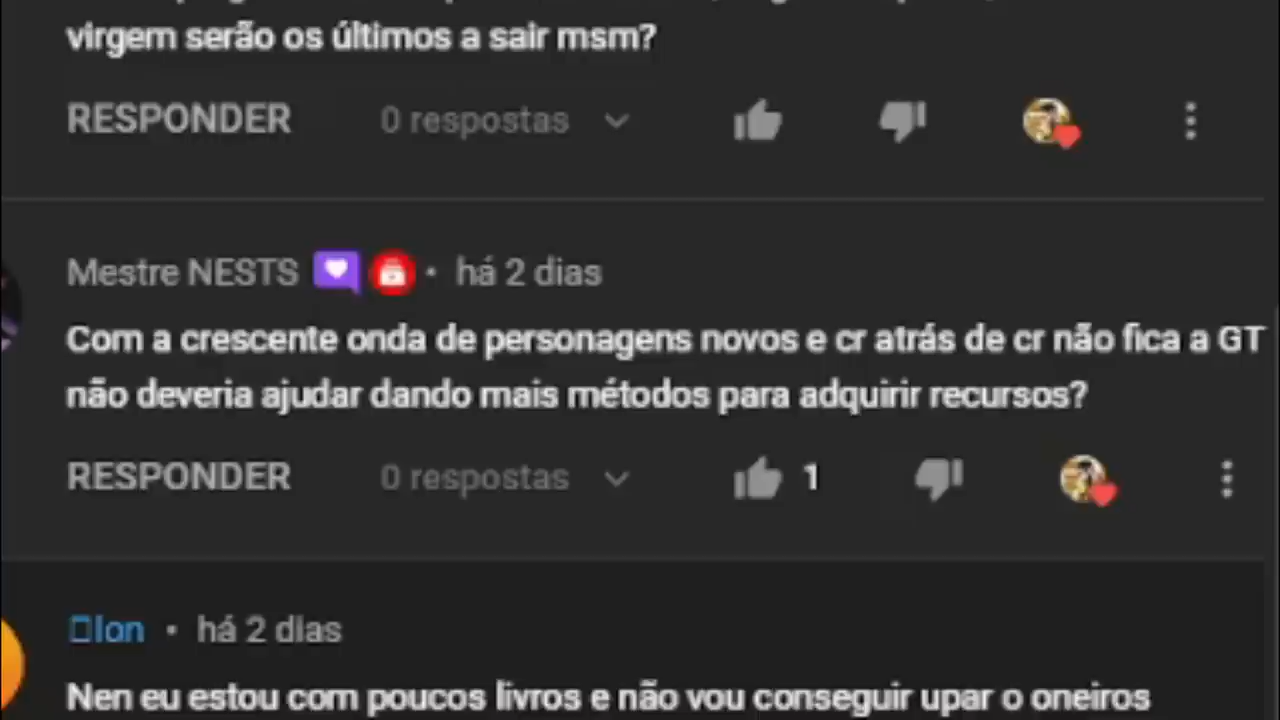 virgem serão os últimos a sair msm?
RESPONDER 0 respostas
Mestre NESTS • há 2 dias
Com a crescente onda de personagens novos e cr atrás de cr não fica a GT
não deveria ajudar dando mais métodos para adquirir recursos?
RESPONDER 0 respostas 1
lon • há 2 dias
Nen eu estou com poucos livros e não vou conseguir upar o oneiros